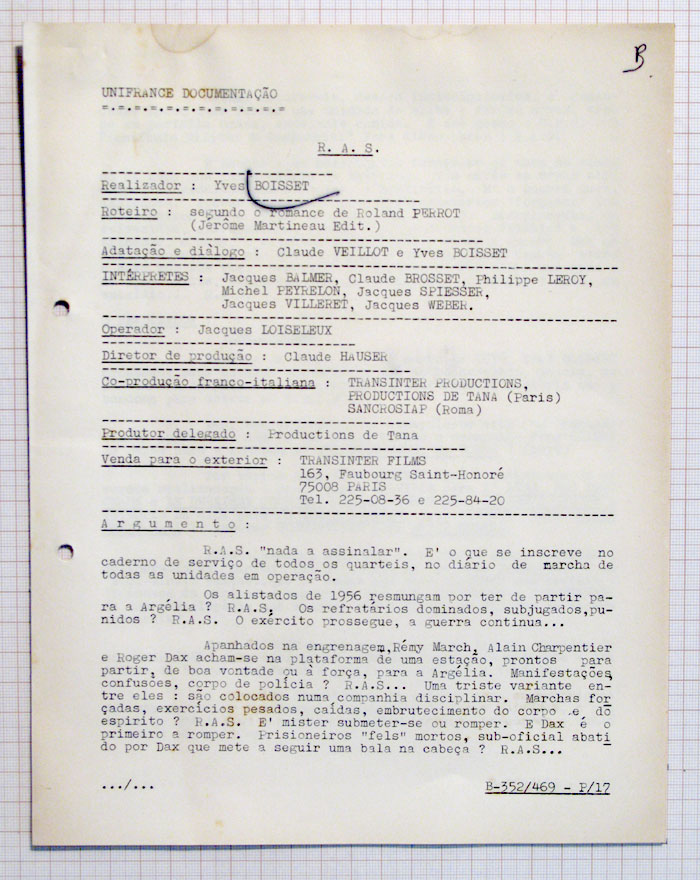 B
UNIFRANCE DOCUMENTAÇÃO
=.=.=.=.=.=.=.=.=.=.=.=
R. A. S.
Realizador : Yves BOISSET
Roteiro : segundo o romance de Roland PERROT
(Jérôme Martineau Edit.)
Adatação e diàlogo : Claude VEILLOT e Yves BOISSET
INTÉRPRETES : Jacques BALMER, Claude BROSSET, Philippe LEROY,
Michel PEYRELON, Jacques SPIESSER,
Jacques VILLERET, Jacques WEBER.
Operador : Jacques LOISELEUX
Diretor de produção : Claude HAUSER
Co-produção franco-italiana : TRANSINTER PRODUCTIONS,
PRODUCTIONS DE TANA (Paris)
SANCROSIAP (Roma)
Produtor delegado : Productions de Tana
Venda para o exterior : TRANSINTER FILMS
163, Faubourg Saint-Honoré
75008 PARIS
Tel. 225-08-36 e 225-84-20
A r g u m e n t o :
R.A.S. "nada a assinalar". E' o que se inscreve no
caderno de serviço de todos os quarteis, no diário de marcha de
todas as unidades em operação.
Os alistados de 1956 resmungam por ter de partir pa-
ra a Argélia ? R.A.S. Os refratários dominados, subjugados,pu-
nidos ? R.A.S. O exército prossegue, a guerra continua...
Apanhados na engrenagem,Rémy March, Alain Charpentier
e Roger Dax acham-se na plataforma de uma estação, prontos para
partir, de boa vontade ou à força, para a Argélia. Manifestações,
confusões, corpo de polícia ? R.A.S... Uma triste variante en-
tre eles : são colocados numa companhia disciplinar. Marchas for
çadas, exercícios pesados, caídas, embrutecimento do corpo e do
espirito ? R.A.S. E' mister submeter-se ou romper. E Dax é o
primeiro a romper. Prisioneiros "fels" mortos, sub-oficial abati
do por Dax que mete a seguir uma bala na cabeça ? R.A.S...
.../...
B-352/469 - P/17